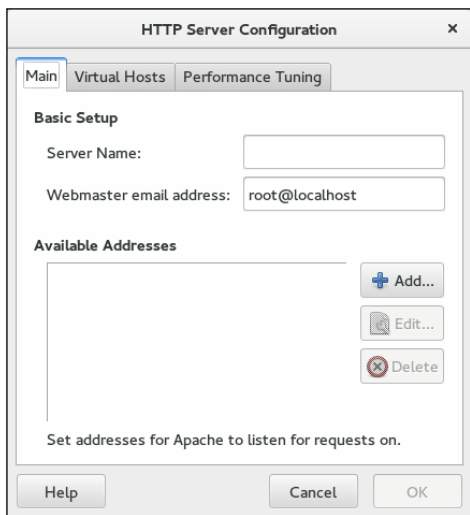 HTTP Server Configuration ×
Main Virtual Hosts Performance Tuning
Basic Setup
Server Name:
Webmaster email address: root@localhost
Available Addresses
Add...
Edit...
Delete
Set addresses for Apache to listen for requests on.
Help Cancel OK